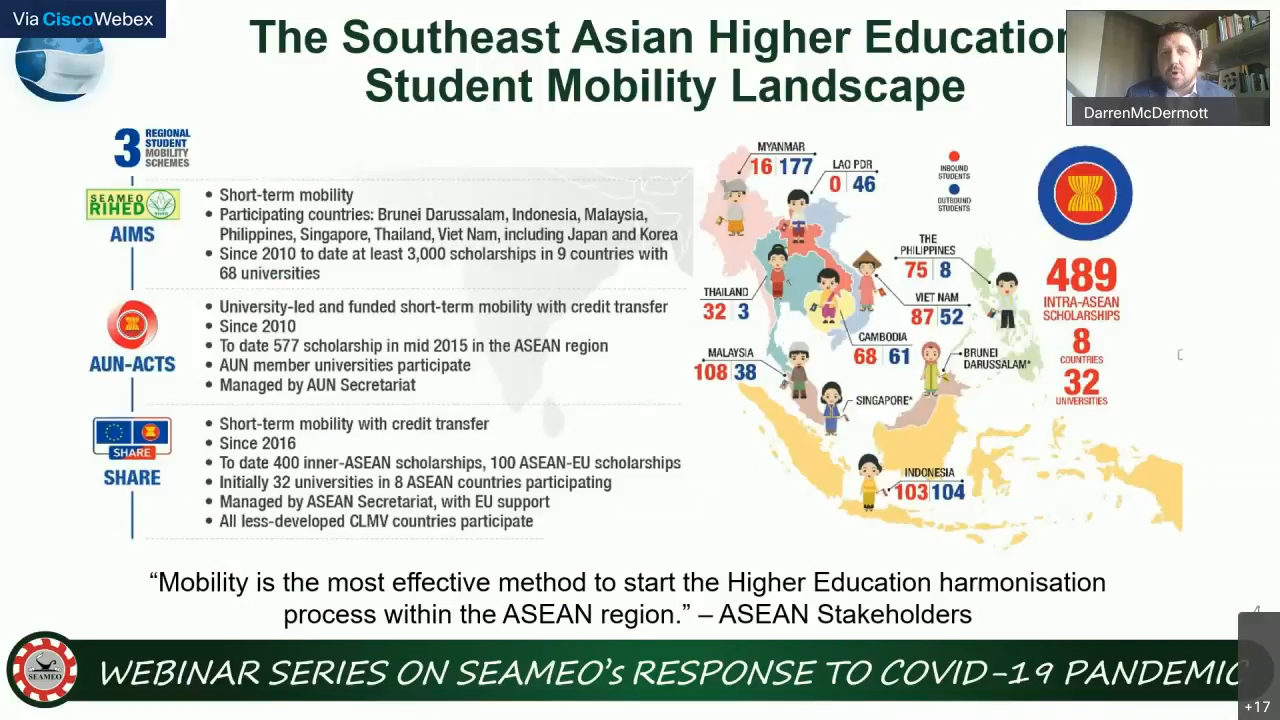 Via Cisco Webex
The Southeast Asian Higher Education
Student Mobility Landscape
DarrenMcDermott
3 REGIONAL
STUDENT
MOBILITY
SCHEMES
SEAMEO
RIHED
AIMS
• Short-term mobility
• Participating countries: Brunei Darussalam, Indonesia, Malaysia,
Philippines, Singapore, Thailand, Viet Nam, including Japan and Korea
• Since 2010 to date at least 3,000 scholarships in 9 countries with
68 universities
AUN-ACTS
• University-led and funded short-term mobility with credit transfer
• Since 2010
• To date 577 scholarship in mid 2015 in the ASEAN region
• AUN member universities participate
• Managed by AUN Secretariat
SHARE
SHARE
• Short-term mobility with credit transfer
• Since 2016
• To date 400 inner-ASEAN scholarships, 100 ASEAN-EU scholarships
• Initially 32 universities in 8 ASEAN countries participating
• Managed by ASEAN Secretariat, with EU support
• All less-developed CLMV countries participate
MYANMAR
16 177
LAO PDR
0 46
INBOUND
STUDENTS
OUTBOUND
STUDENTS
THE
PHILIPPINES
75 8
THAILAND
32 3
VIET NAM
87 52
CAMBODIA
68 61
MALAYSIA
108 38
BRUNEI
DARUSSALAM*
SINGAPORE*
INDONESIA
103 104
489
INTRA-ASEAN
SCHOLARSHIPS
8
COUNTRIES
32
UNIVERSITIES
“Mobility is the most effective method to start the Higher Education harmonisation
process within the ASEAN region.” – ASEAN Stakeholders
SEAMEO
WEBINAR SERIES ON SEAMEO's RESPONSE TO COVID-19 PANDEMIC
+17